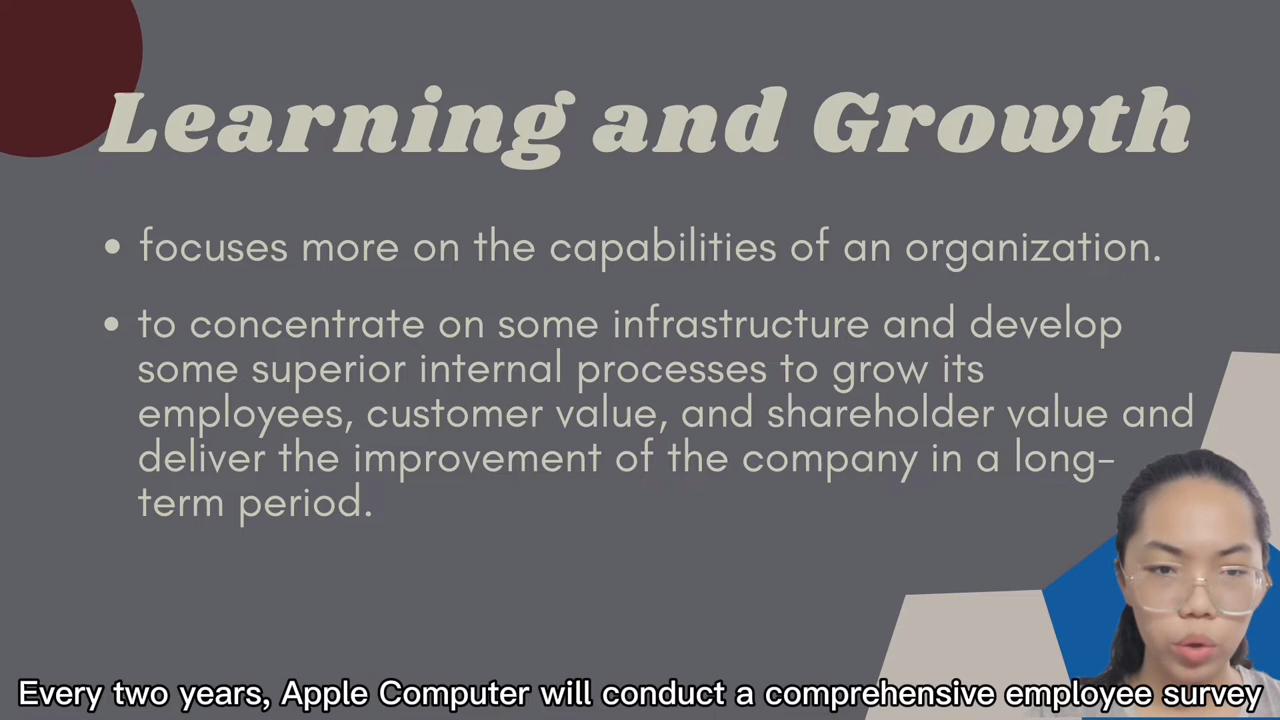 Learning and Growth
• focuses more on the capabilities of an organization.
• to concentrate on some infrastructure and develop
some superior internal processes to grow its
employees, customer value, and shareholder value and
deliver the improvement of the company in a long-
term period.
Every two years, Apple Computer will conduct a comprehensive employee survey